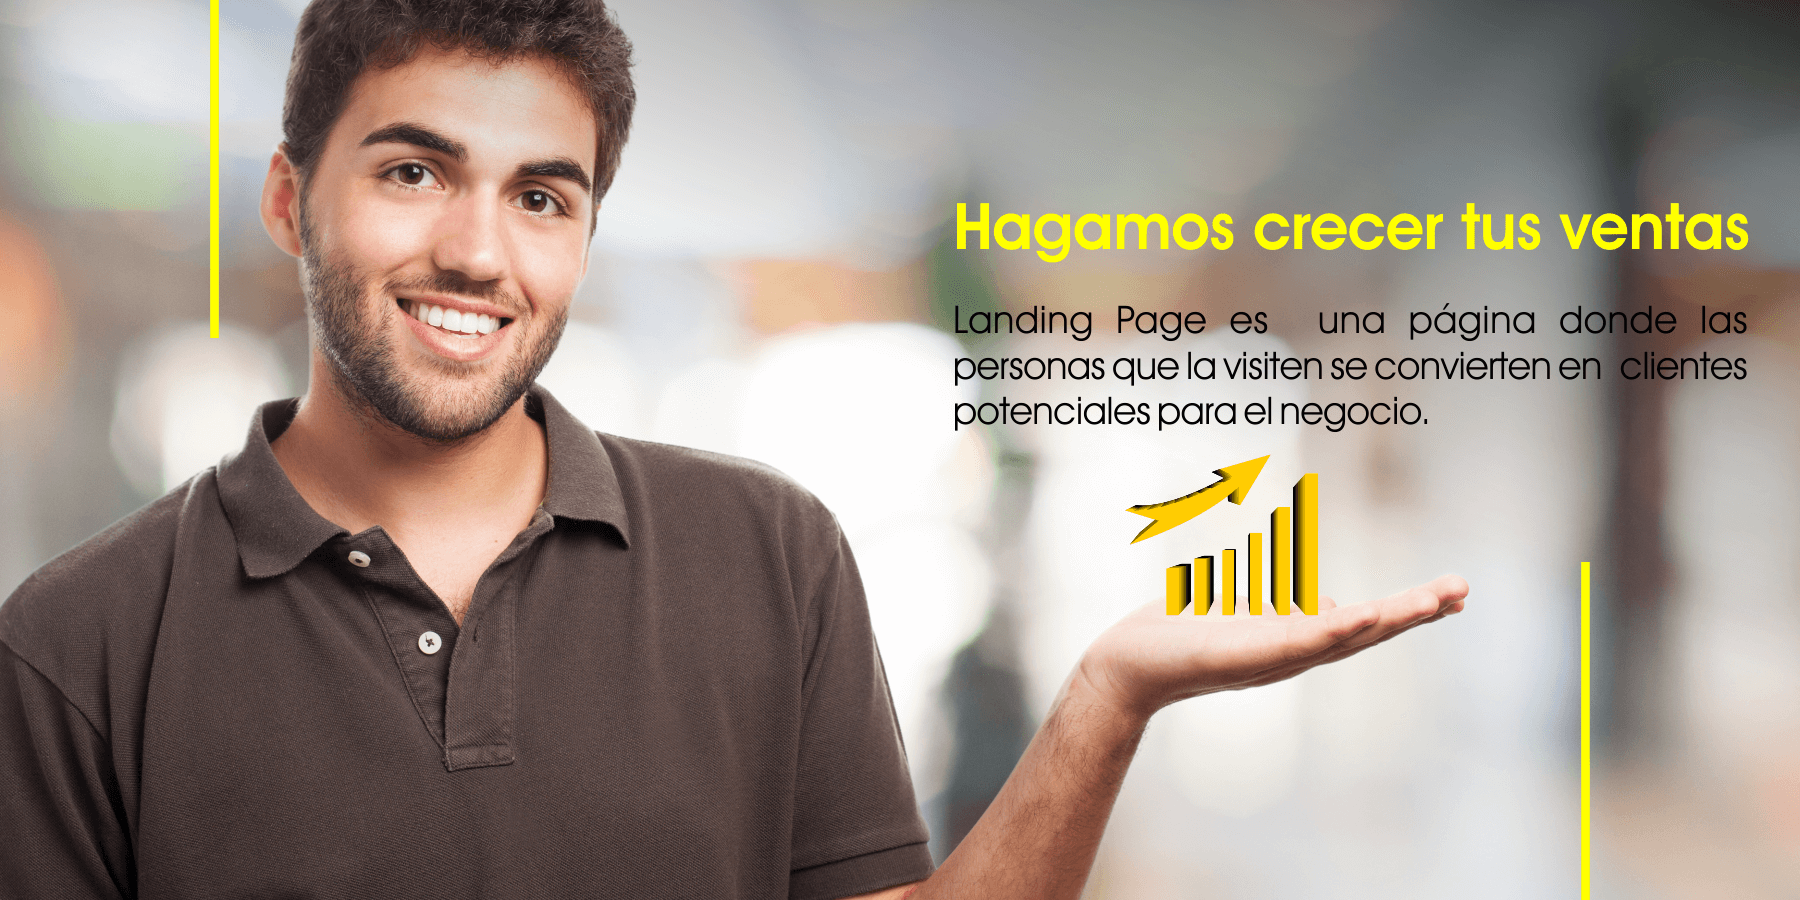 Hagamos crecer tus ventas
Landing Page es una página donde las
personas que la visiten se convierten en clientes
potenciales para el negocio.